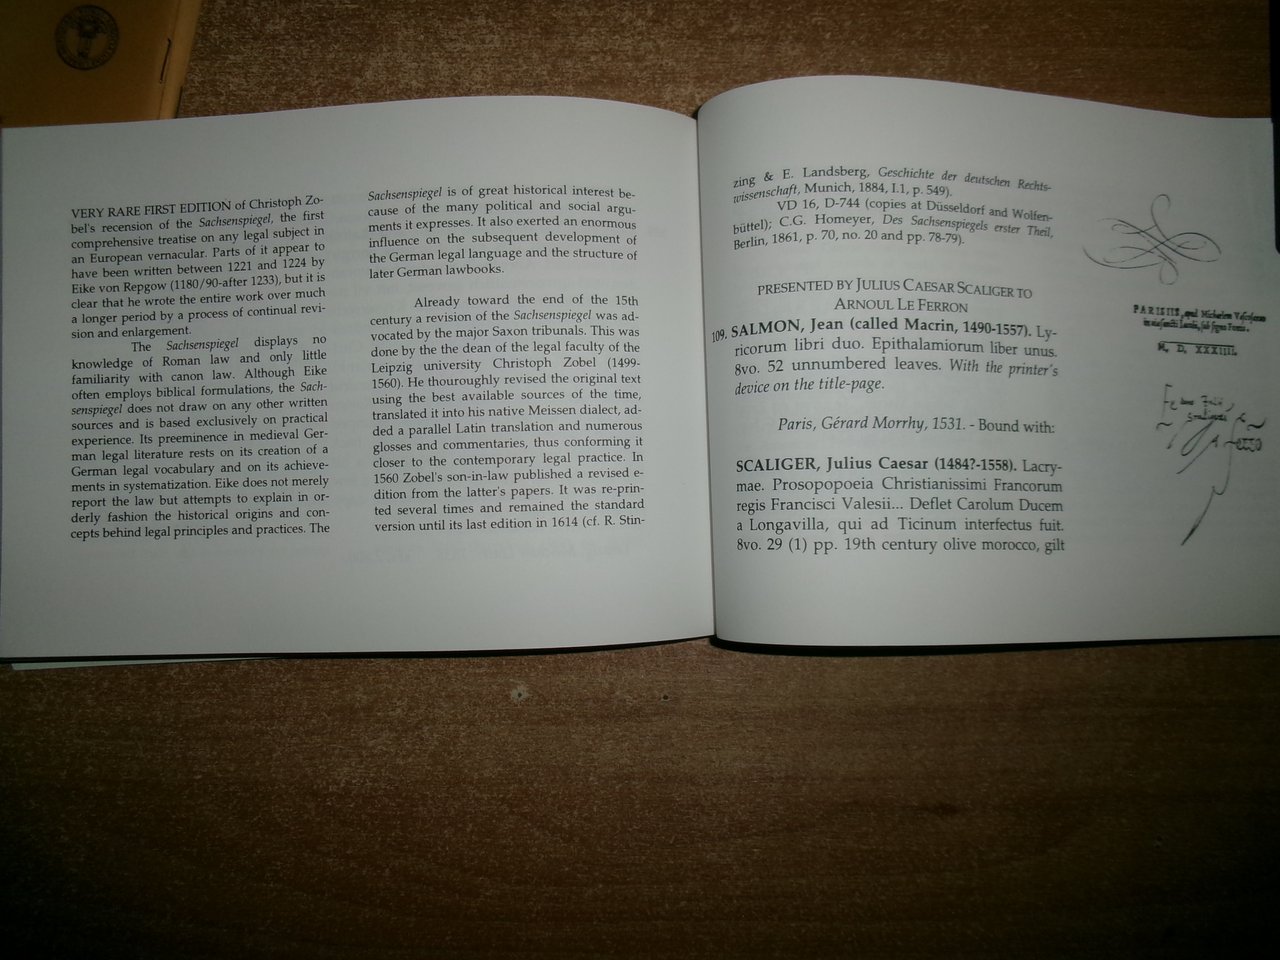 VERY RARE FIRST EDITION of Christoph Zo-
bel's recension of the Sachsenspiegel, the first
comprehensive treatise on any legal subject in
an European vernacular. Parts of it appear to
have been written between 1221 and 1224 by
Eike von Repgow (1180/90-after 1233), but it is
clear that he wrote the entire work over much
a longer period by a process of continual revi-
sion and enlargement.
The Sachsenspiegel displays no
knowledge of Roman law and only little
familiarity with canon law. Although Eike
often employs biblical formulations, the Sach-
senspiegel does not draw on any other written
sources and is based exclusively on practical
experience. Its preeminence in medieval Ger-
man legal literature rests on its creation of a
German legal vocabulary and on its achieve-
ments in systematization. Eike does not merely
report the law but attempts to explain in or-
derly fashion the historical origins and con-
cepts behind legal principles and practices. The
Sachsenspiegel is of great historical interest be-
cause of the many political and social argu-
ments it expresses. It also exerted an enormous
influence on the subsequent development of
the German legal language and the structure of
later German lawbooks.
Already toward the end of the 15th
century a revision of the Sachsenspiegel was ad-
vocated by the major Saxon tribunals. This was
done by the the dean of the legal faculty of the
Leipzig university Christoph Zobel (1499-
1560). He thouroughly revised the original text
using the best available sources of the time,
translated it into his native Meissen dialect, ad-
ded a parallel Latin translation and numerous
glosses and commentaries, thus conforming it
closer to the contemporary legal practice. In
1560 Zobel's son-in-law published a revised e-
dition from the latter's papers. It was re-prin-
ted several times and remained the standard
version until its last edition in 1614 (cf. R. Stin-
zing & E. Landsberg, Geschichte der deutschen Rechts-
wissenschaft, Munich, 1884, I.1, p. 549).
VD 16, D-744 (copies at Düsseldorf and Wolfen-
büttel); C.G. Homeyer, Des Sachsenspiegels erster Theil,
Berlin, 1861, p. 70, no. 20 and pp. 78-79).
PRESENTED BY JULIUS CAESAR SCALIGER TO
ARNOUL LE FERRON
109. SALMON, Jean (called Macrin, 1490-1557). Ly-
ricorum libri duo. Epithalamiorum liber unus.
8vo. 52 unnumbered leaves. With the printer's
device on the title-page.
Paris, Gérard Morrhy, 1531. - Bound with:
SCALIGER, Julius Caesar (1484?-1558). Lacry-
mae. Prosopopoeia Christianissimi Francorum
regis Francisci Valesii... Deflet Carolum Ducem
a Longavilla, qui ad Ticinum interfectus fuit.
8vo. 29 (1) pp. 19th century olive morocco, gilt
PARISIIS, apud Michaelem Vascosanum
M. D. XXXIIII.